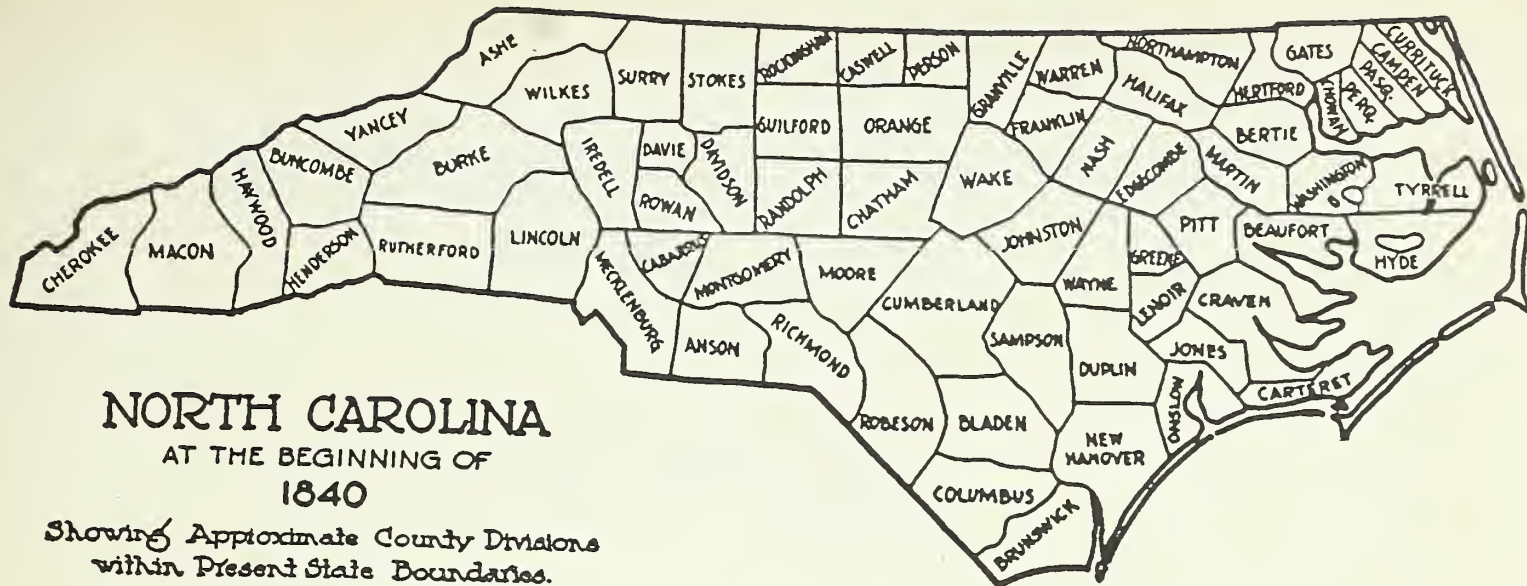 NORTH CAROLINA
AT THE BEGINNING OF
1840
Showing Approximate County Divisions
within Present State Boundaries.
CHEROKEE
MACON
HAYWOOD
BUNCOMBE
HENDERSON
YANCEY
ASHE
WILKES
BURKE
RUTHERFORD
LINCOLN
SURRY
STOKES
IREDELL
DAVIE
ROWAN
DAVIDSON
MECKLENBURG
CABARRUS
MONTGOMERY
ANSON
RICHMOND
ROCKINGHAM
CASWELL
PERSON
GUILFORD
ORANGE
RANDOLPH
CHATHAM
MOORE
GRANVILLE
WARREN
FRANKLIN
WAKE
JOHNSTON
CUMBERLAND
SAMPSON
ROBESON
BLADEN
COLUMBUS
BRUNSWICK
NEW
HANOVER
NORTHAMPTON
HALIFAX
NASH
EDGECOMBE
MARTIN
PITT
GREENE
WAYNE
LENOIR
DUPLIN
JONES
ONSLOW
CRAVEN
CARTERET
HERTFORD
BERTIE
GATES
CHOWAN
PERQ.
PASQ.
CAMDEN
CURRITUCK
WASHINGTON
TYRRELL
BEAUFORT
HYDE